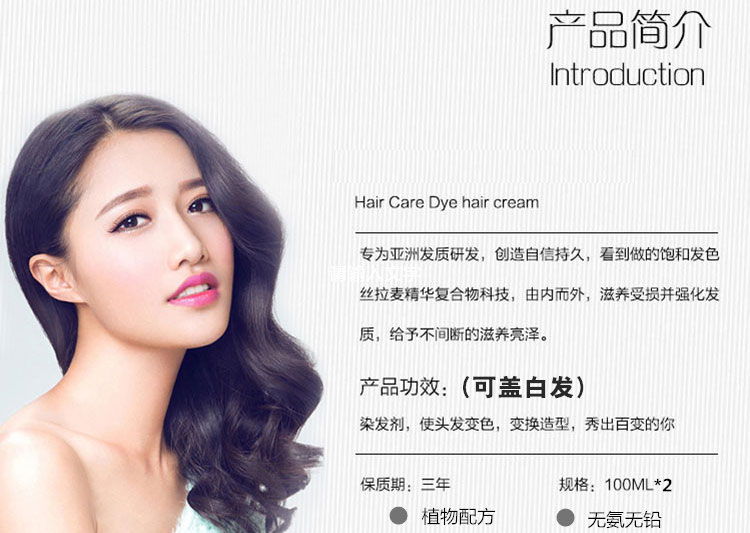 产品简介
Introduction
Hair Care Dye hair cream
专为亚洲发质研发，创造自信持久，看到做的饱和发色
丝拉麦精华复合物科技，由内而外，滋养受损并强化发
质，给予不间断的滋养亮泽。
产品功效：（可盖白发）
染发剂，使头发变色，变换造型，秀出百变的你
保质期：三年 规格：100ML*2
植物配方 无氨无铅